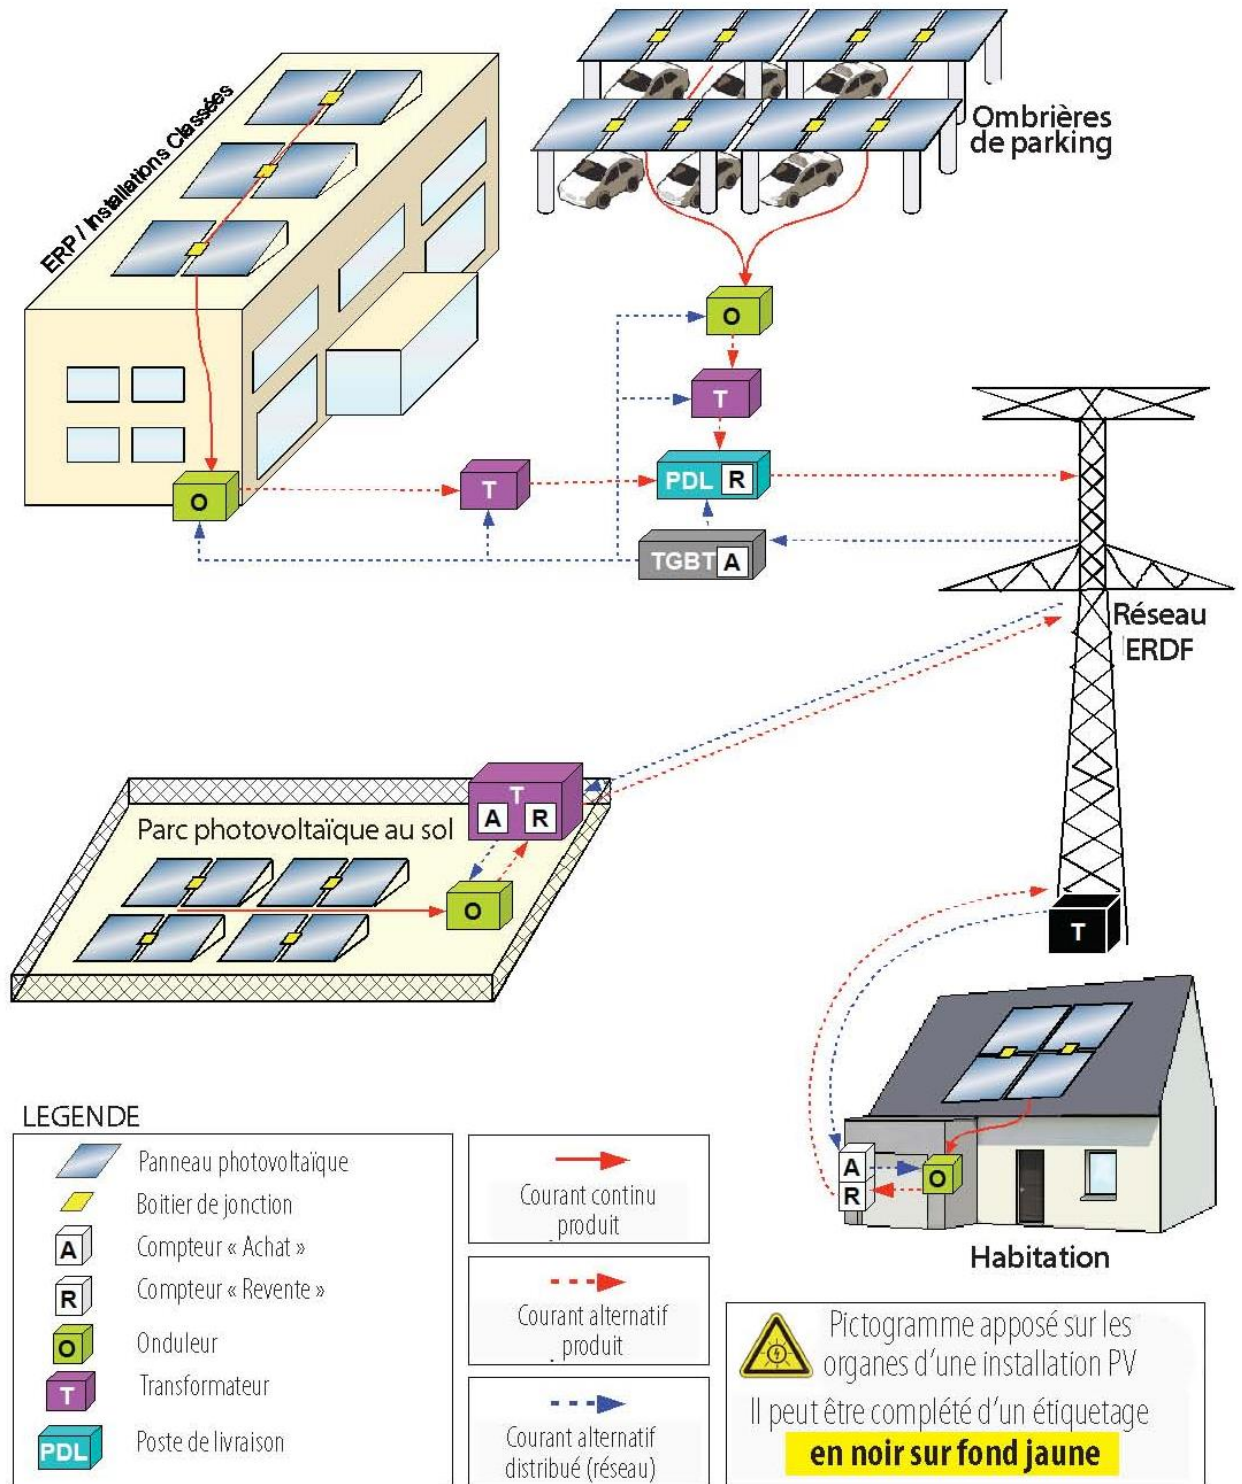 ERP / Installations Classées
Ombrières
de parking
O
T
PDL R
TGBT A
O
T
Réseau
ERDF
T
A R
Parc photovoltaïque au sol
O
T
A
R
O
Habitation
LEGENDE
Panneau photovoltaïque
Boitier de jonction
A Compteur « Achat »
R Compteur « Revente »
O Onduleur
T Transformateur
PDL Poste de livraison
Courant continu
produit
Courant alternatif
produit
Courant alternatif
distribué (réseau)
Pictogramme apposé sur les
organes d'une installation PV
Il peut être complété d'un étiquetage
en noir sur fond jaune